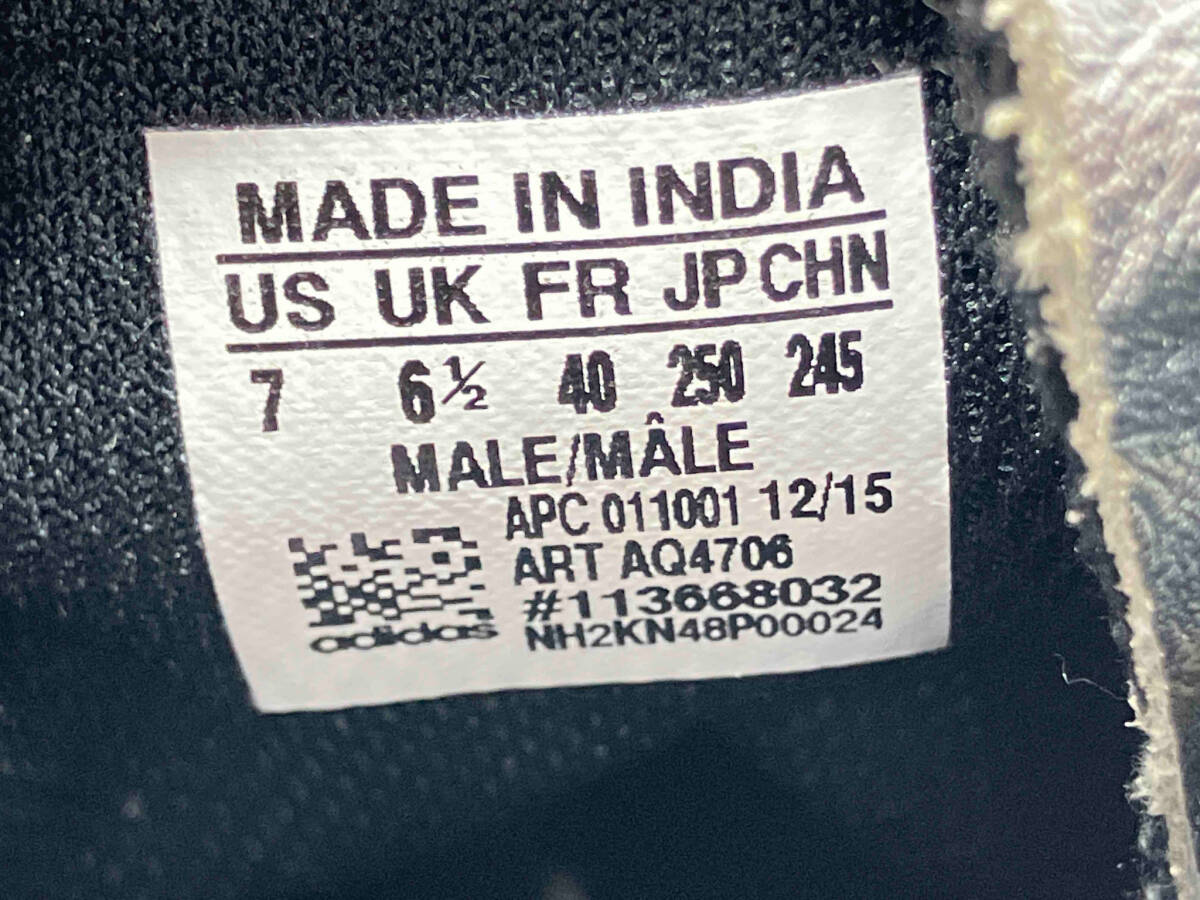 MADE IN INDIA
US UK FR JP CHN
7 6½ 40 250 245
MALE/MÂLE
APC 011001 12/15
ART AQ4706
#113668032
adidas NH2KN48P00024